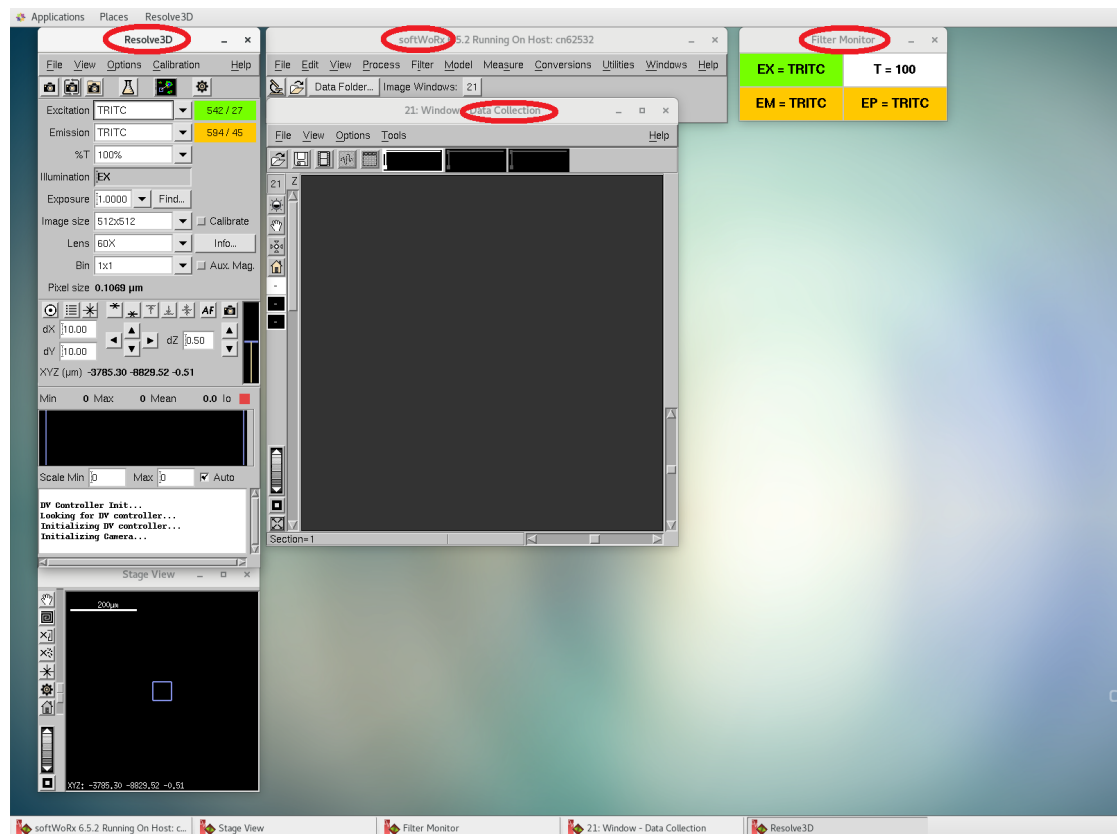 Applications Places Resolve3D
Resolve3D
File View Options Calibration Help
Excitation TRITC 542 / 27
Emission TRITC 594 / 45
%T 100%
Illumination EX
Exposure 1.0000 Find...
Image size 512x512 Calibrate
Lens 60X Info...
Bin 1x1 Aux. Mag.
Pixel size 0.1069 µm
AF
dX 10.00
dZ 0.50
dY 10.00
XYZ (µm) -3785.30 -8829.52 -0.51
Min 0 Max 0 Mean 0.0 Io
Scale Min 0 Max 0 Auto
DV Controller Init...
Looking for DV controller...
Initializing DV controller...
Initializing Camera...
Stage View
200µm
XYZ: -3785.30 -8829.52 -0.51
softWoRx 6.5.2 Running On Host: cn62532
File Edit View Process Filter Model Measure Conversions Utilities Windows Help
Data Folder... Image Windows: 21
21: Window - Data Collection
File View Options Tools Help
21 Z
Section=1
Filter Monitor
EX = TRITC T = 100
EM = TRITC EP = TRITC
softWoRx 6.5.2 Running On Host: c... Stage View Filter Monitor 21: Window - Data Collection Resolve3D